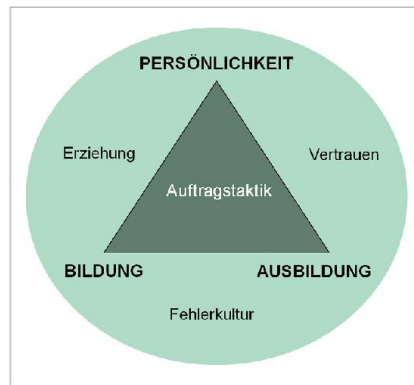 PERSÖNLICHKEIT
Erziehung
Vertrauen
Auftragstaktik
BILDUNG
AUSBILDUNG
Fehlerkultur